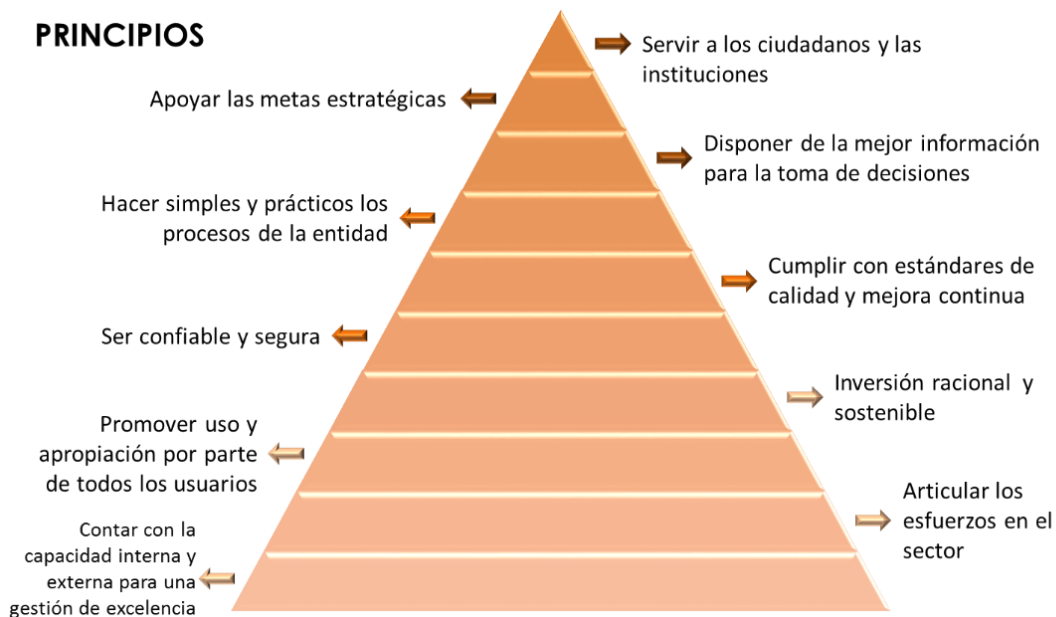 PRINCIPIOS
Servir a los ciudadanos y las
instituciones
Apoyar las metas estratégicas
Disponer de la mejor información
para la toma de decisiones
Hacer simples y prácticos los
procesos de la entidad
Cumplir con estándares de
calidad y mejora continua
Ser confiable y segura
Inversión racional y
sostenible
Promover uso y
apropiación por parte
de todos los usuarios
Articular los
esfuerzos en el
sector
Contar con la
capacidad interna y
externa para una
gestión de excelencia